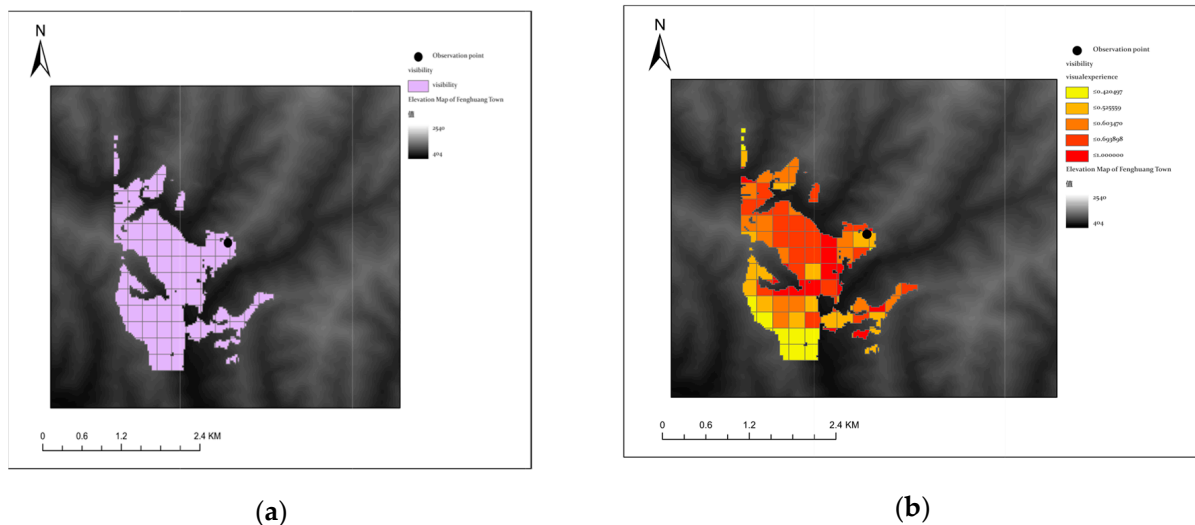 N
Observation point
visibility
visibility
Elevation Map of Fenghuang Town
值
2540
404
0 0.6 1.2 2.4 KM
(a)
N
Observation point
visibility
visualexperience
≤0.420497
≤0.525559
≤0.603470
≤0.693898
≤1.000000
Elevation Map of Fenghuang Town
值
2540
404
0 0.6 1.2 2.4 KM
(b)